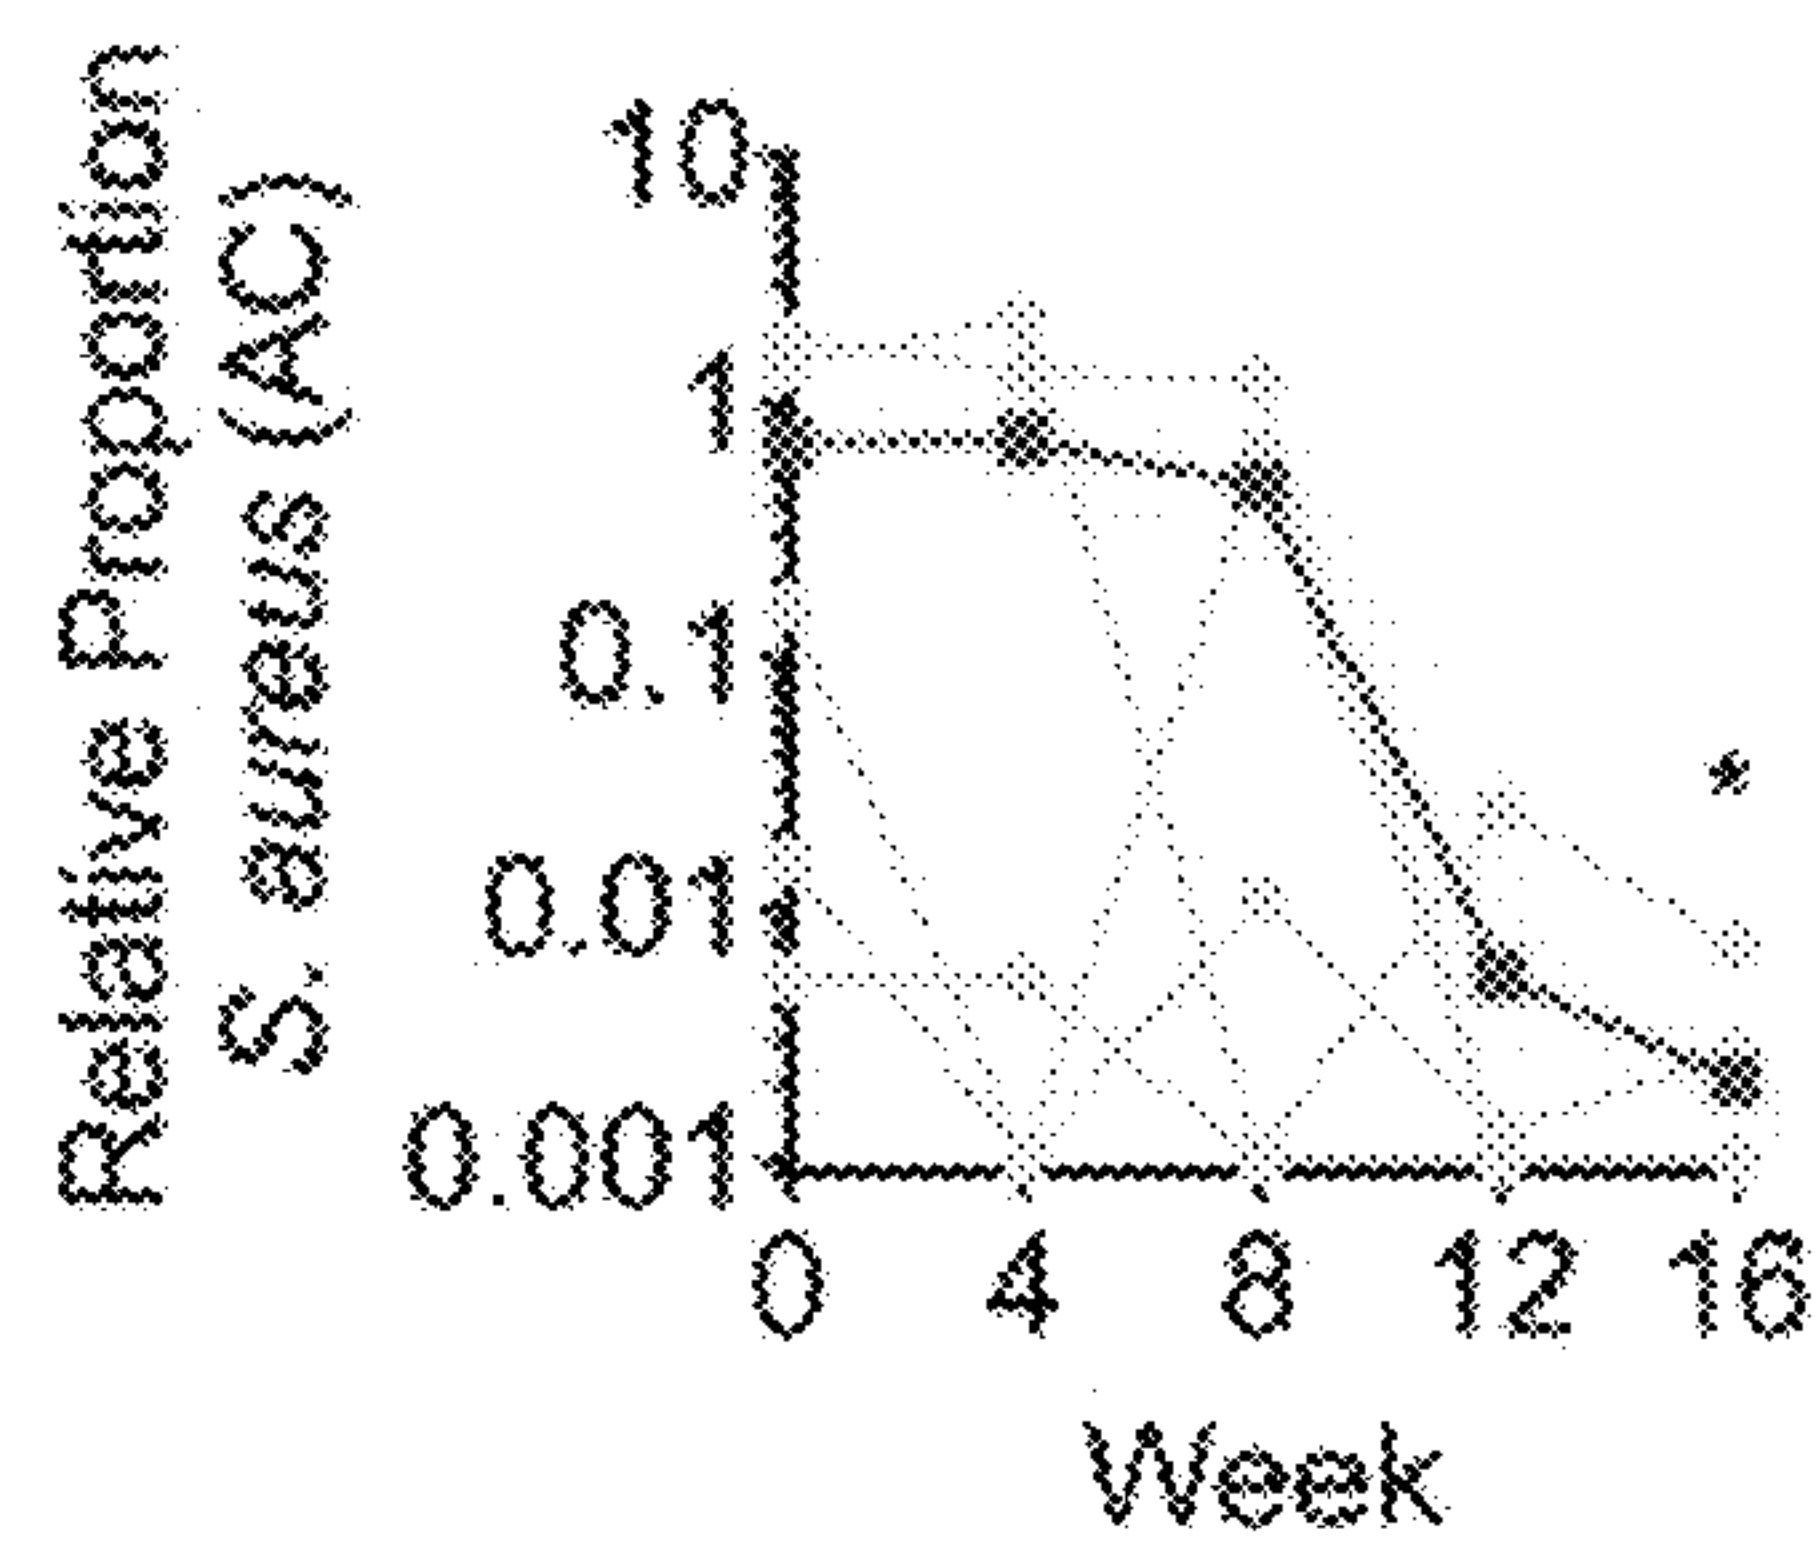 Relative Proportion
S. aureus (AC)
10
1
0.1
0.01
0.001
*
0 4 8 12 16
Week